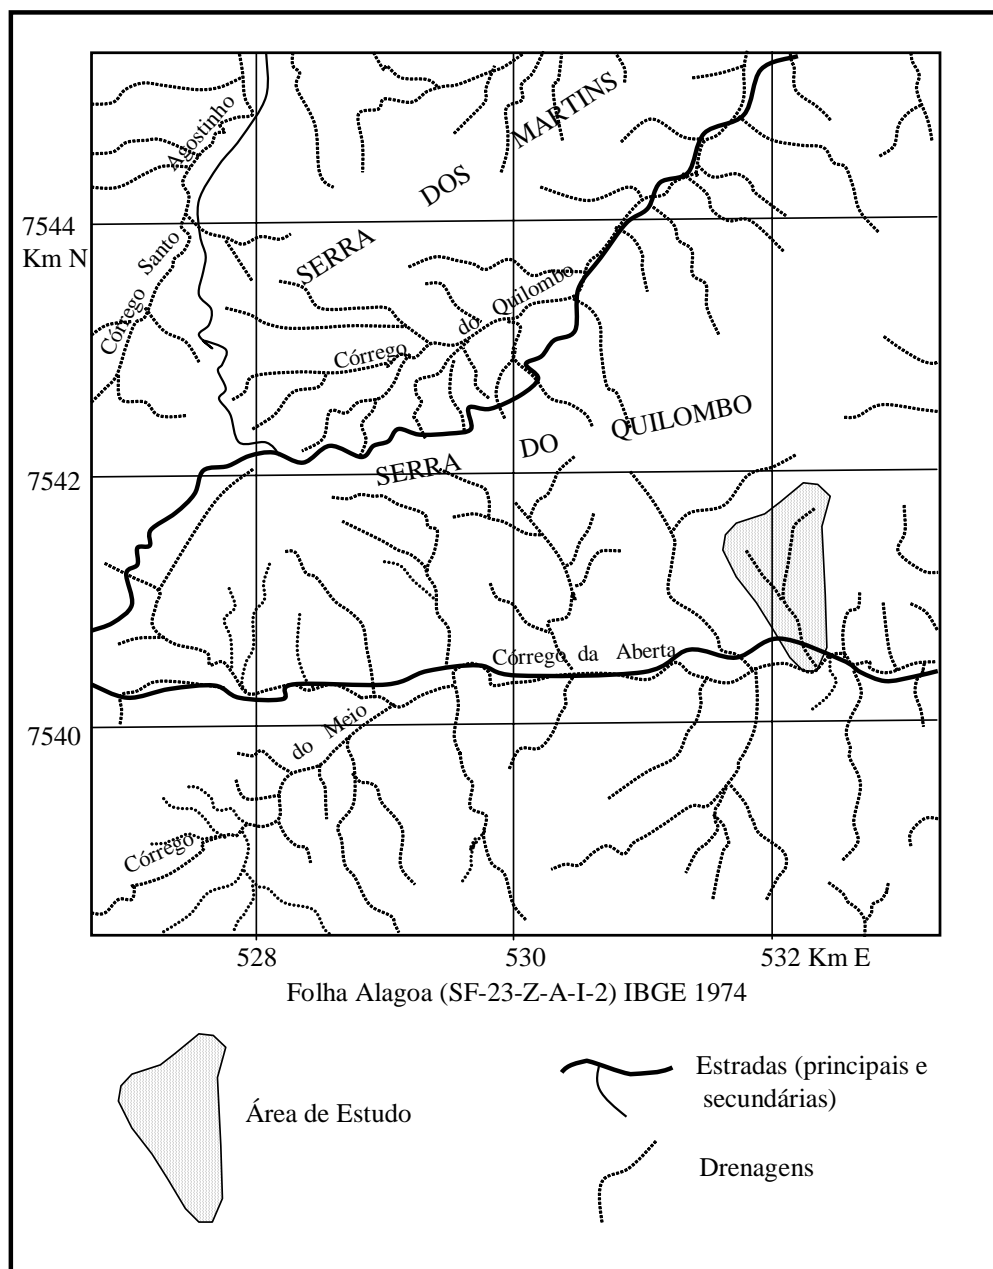 Agostinho
Santo
Córrego
MARTINS
DOS
SERRA
7544
Km N
do Quilombo
Córrego
QUILOMBO
DO
SERRA
7542
Córrego da Aberta
7540
do Meio
Córrego
528 530 532 Km E
Folha Alagoa (SF-23-Z-A-I-2) IBGE 1974
Estradas (principais e
secundárias)
Área de Estudo
Drenagens